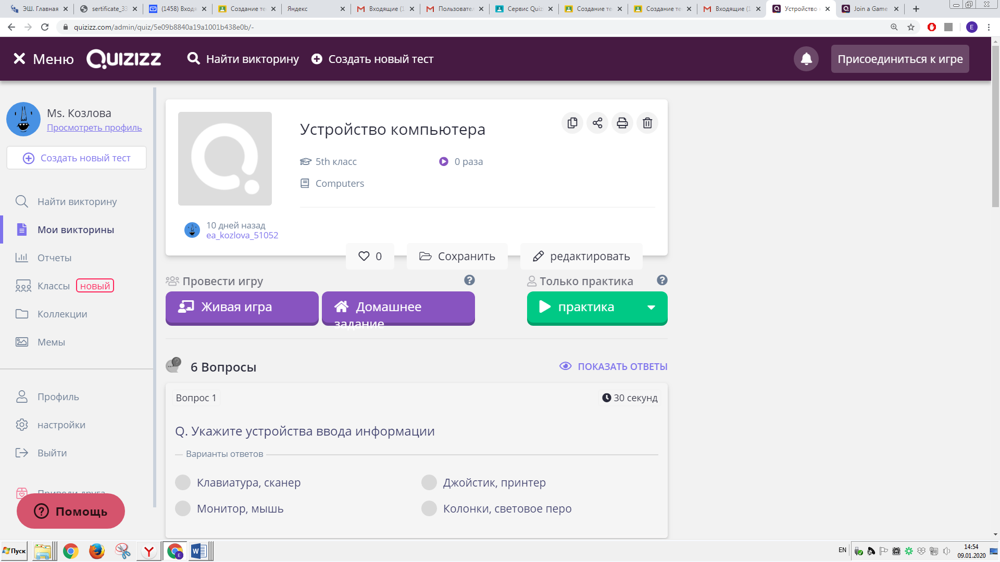 ЭШ. Главная
sertificate_33
(1458) Входя
Создание те
Яндекс
Входящие (1
Пользовател
Сервис Quiz
Создание те
Создание те
Входящие (1
Устройство
Join a Game
quizizz.com/admin/quiz/5e09b8840a19a1001b438e0b/-
E
Меню
QUIZIZZ
Найти викторину
Создать новый тест
Присоединиться к игре
Ms. Козлова
Просмотреть профиль
Создать новый тест
Найти викторину
Мои викторины
Отчеты
Классы новый
Коллекции
Мемы
Профиль
настройки
Выйти
Приведи друга
Помощь
Устройство компьютера
5th класс
0 раза
Computers
10 дней назад
ea_kozlova_51052
0
Сохранить
редактировать
Провести игру
Только практика
Живая игра
Домашнее
задание
практика
6 Вопросы
ПОКАЗАТЬ ОТВЕТЫ
Вопрос 1
30 секунд
Q. Укажите устройства ввода информации
Варианты ответов
Клавиатура, сканер
Джойстик, принтер
Монитор, мышь
Колонки, световое перо
Пуск
EN
14:54
09.01.2020